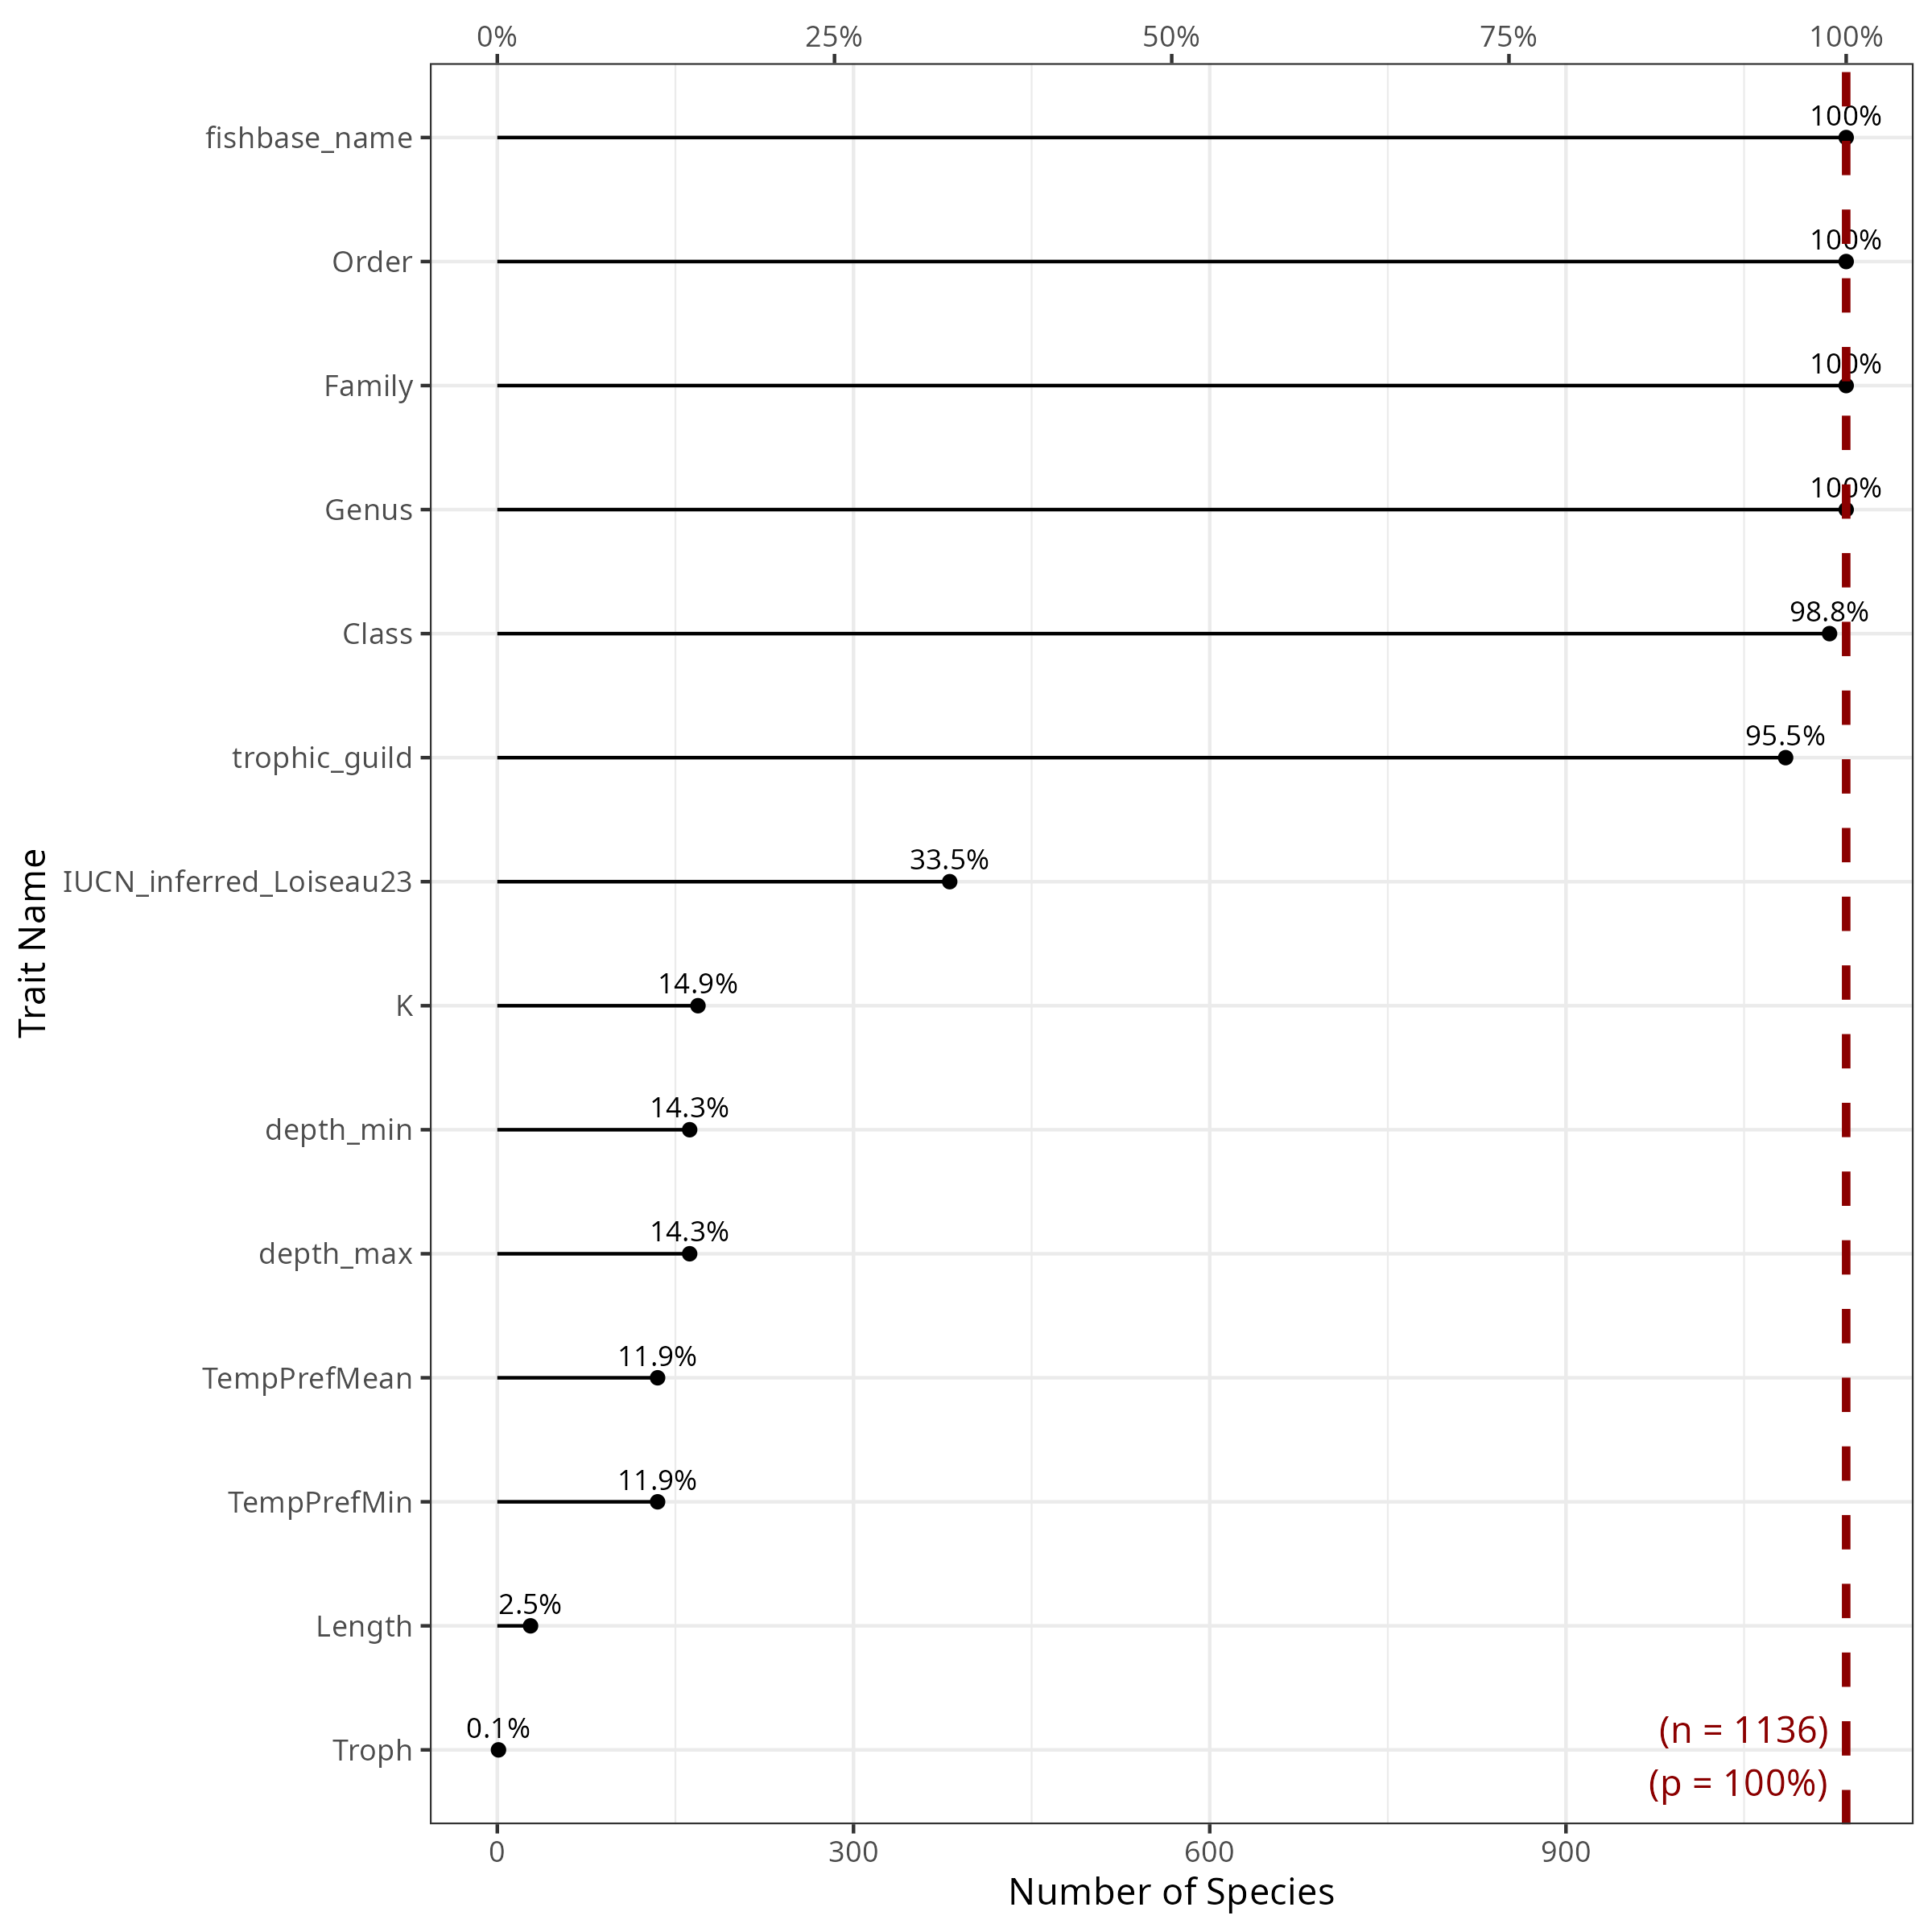 0% 25% 50% 75% 100%
fishbase_name 100%
Order 100%
Family 100%
Genus 100%
Class 98.8%
trophic_guild 95.5%
IUCN_inferred_Loiseau23 33.5%
K 14.9%
depth_min 14.3%
depth_max 14.3%
TempPrefMean 11.9%
TempPrefMin 11.9%
Length 2.5%
Troph 0.1%
(n = 1136)
(p = 100%)
0 300 600 900
Number of Species
Trait Name